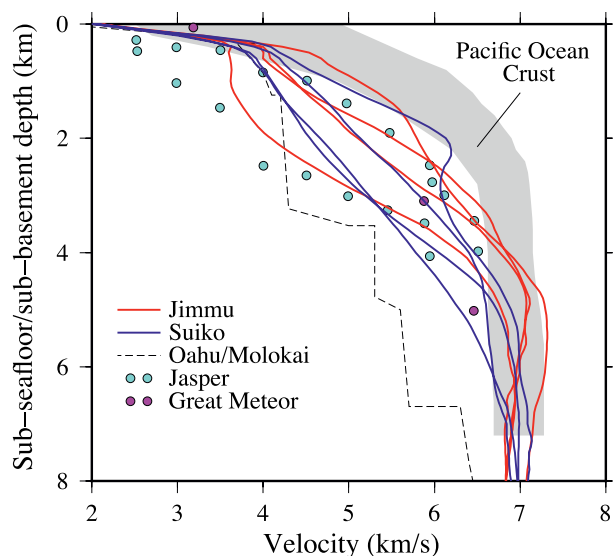 Sub−seafloor/sub−basement depth (km)
0
2
4
6
8
Pacific Ocean
Crust
Jimmu
Suiko
Oahu/Molokai
Jasper
Great Meteor
2 3 4 5 6 7 8
Velocity (km/s)